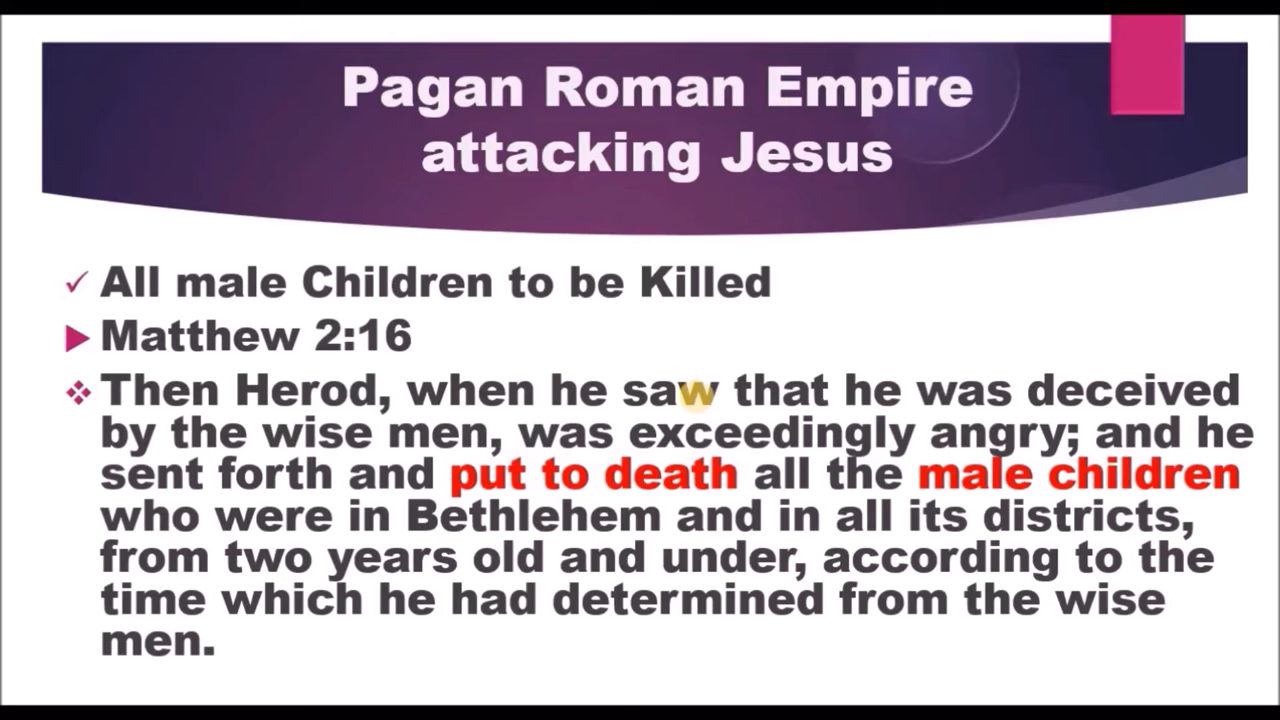 Pagan Roman Empire
attacking Jesus
All male Children to be Killed
Matthew 2:16
Then Herod, when he saw that he was deceived
by the wise men, was exceedingly angry; and he
sent forth and put to death all the male children
who were in Bethlehem and in all its districts,
from two years old and under, according to the
time which he had determined from the wise
men.